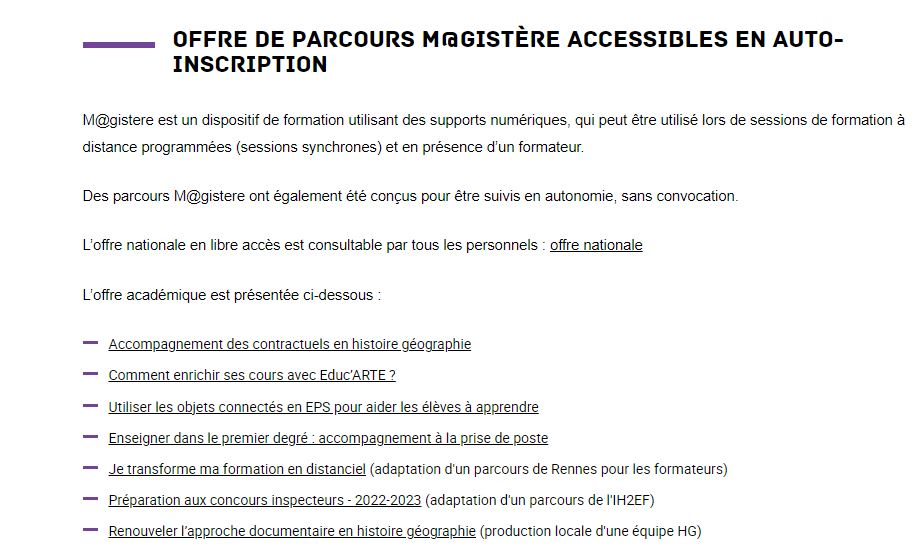 OFFRE DE PARCOURS M@GISTÈRE ACCESSIBLES EN AUTO-
INSCRIPTION
M@gistere est un dispositif de formation utilisant des supports numériques, qui peut être utilisé lors de sessions de formation à
distance programmées (sessions synchrones) et en présence d’un formateur.
Des parcours M@gistere ont également été conçus pour être suivis en autonomie, sans convocation.
L’offre nationale en libre accès est consultable par tous les personnels : offre nationale
L’offre académique est présentée ci-dessous :
Accompagnement des contractuels en histoire géographie
Comment enrichir ses cours avec Educ’ARTE ?
Utiliser les objets connectés en EPS pour aider les élèves à apprendre
Enseigner dans le premier degré : accompagnement à la prise de poste
Je transforme ma formation en distanciel (adaptation d'un parcours de Rennes pour les formateurs)
Préparation aux concours inspecteurs - 2022-2023 (adaptation d'un parcours de l'IH2EF)
Renouveler l’approche documentaire en histoire géographie (production locale d'une équipe HG)